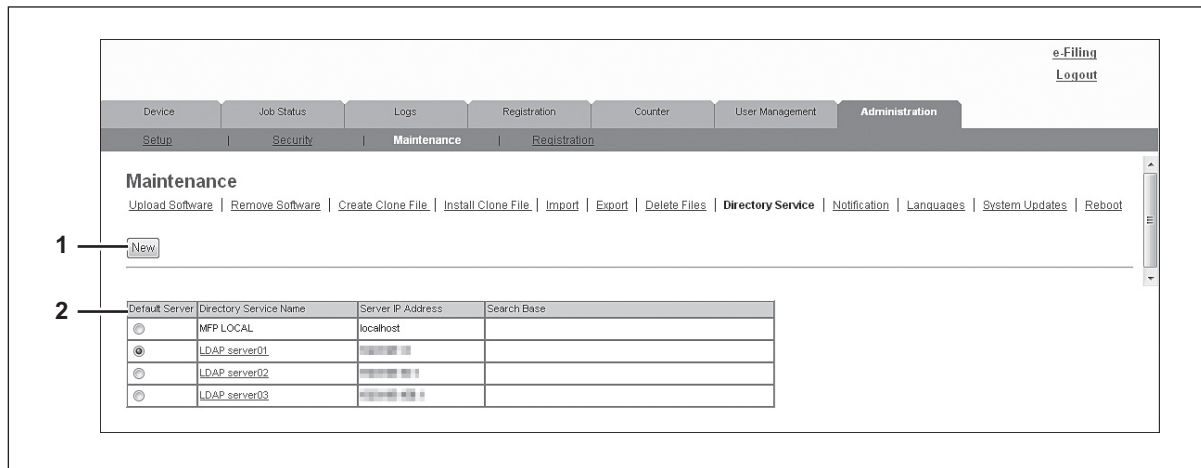 e-Filing
Logout
Device Job Status Logs Registration Counter User Management Administration
Setup | Security | Maintenance | Registration
Maintenance
Upload Software | Remove Software | Create Clone File | Install Clone File | Import | Export | Delete Files | Directory Service | Notification | Languages | System Updates | Reboot
1 New
2 Default Server Directory Service Name Server IP Address Search Base
MFP LOCAL localhost
LDAP server01
LDAP server02
LDAP server03